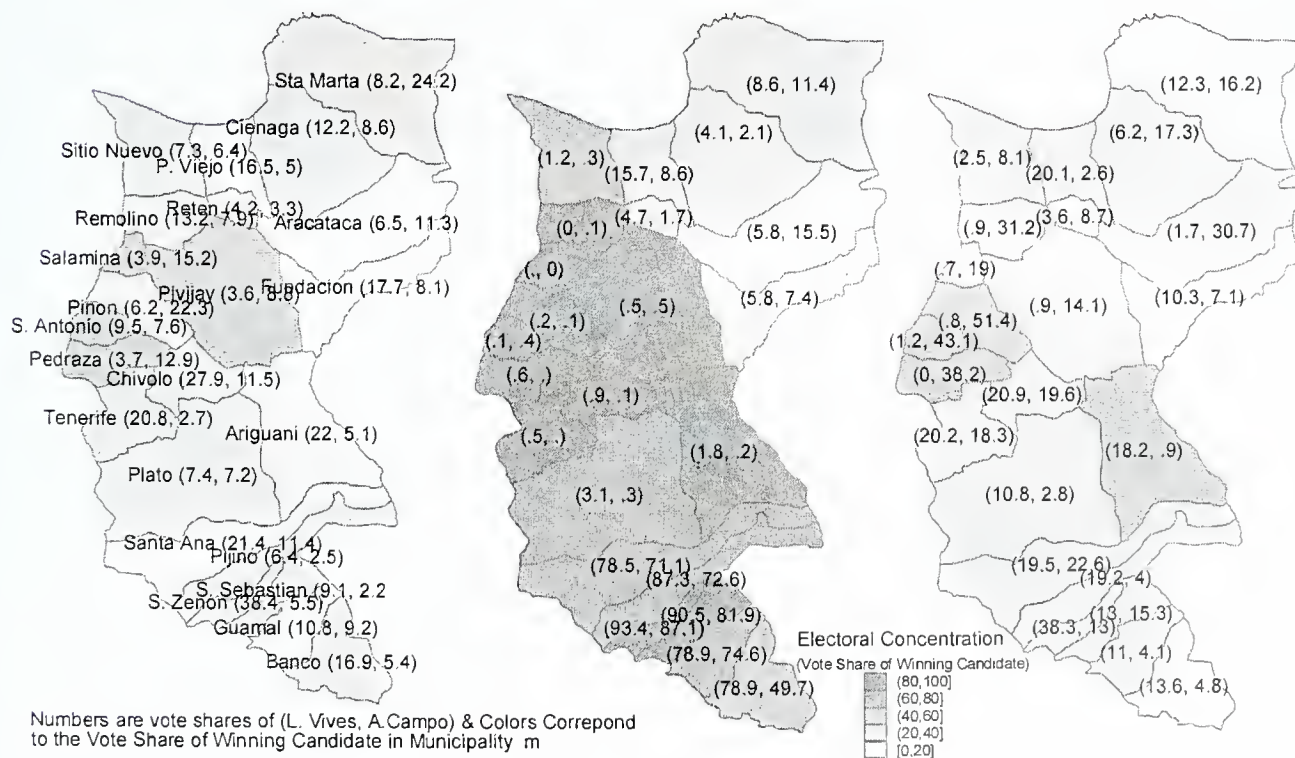 Sta Marta (8.2, 24.2)
Cienaga (12.2, 8.6)
Sitio Nuevo (7.3, 6.4)
P. Viejo (16.5, 5)
Reten (4.2, 3.3)
Remolino (13.2, 7.9)
Aracataca (6.5, 11.3)
Salamina (3.9, 15.2)
Fundacion (17.7, 8.1)
Pivijay (3.6, 8.8)
Pinon (6.2, 22.3)
S. Antonio (9.5, 7.6)
Pedraza (3.7, 12.9)
Chivolo (27.9, 11.5)
Tenerife (20.8, 2.7)
Ariguani (22, 5.1)
Plato (7.4, 7.2)
Santa Ana (21.4, 11.4)
Pijino (6.4, 2.5)
S. Sebastian (9.1, 2.2
S. Zenon (38.4, 5.5)
Guamal (10.8, 9.2)
Banco (16.9, 5.4)
(8.6, 11.4)
(4.1, 2.1)
(1.2, .3)
(15.7, 8.6)
(4.7, 1.7)
(0, .1)
(5.8, 15.5)
(., 0)
(5.8, 7.4)
(.5, .5)
(.2, .1)
(.1, .4)
(.6, .)
(.9, .1)
(.5, .)
(1.8, .2)
(3.1, .3)
(78.5, 71.1)
(87.3, 72.6)
(90.5, 81.9)
(93.4, 87.1)
(78.9, 74.6)
(78.9, 49.7)
(12.3, 16.2)
(6.2, 17.3)
(2.5, 8.1)
(20.1, 2.6)
(3.6, 8.7)
(.9, 31.2)
(1.7, 30.7)
(.7, 19)
(10.3, 7.1)
(.9, 14.1)
(.8, 51.4)
(1.2, 43.1)
(0, 38.2)
(20.9, 19.6)
(20.2, 18.3)
(18.2, .9)
(10.8, 2.8)
(19.5, 22.6)
(19.2, 4)
(13, 15.3)
(38.3, 13)
(11, 4.1)
(13.6, 4.8)
Electoral Concentration
(Vote Share of Winning Candidate)
(80,100]
(60,80]
(40,60]
(20,40]
[0,20]
Numbers are vote shares of (L. Vives, A.Campo) & Colors Correpond
to the Vote Share of Winning Candidate in Municipality m